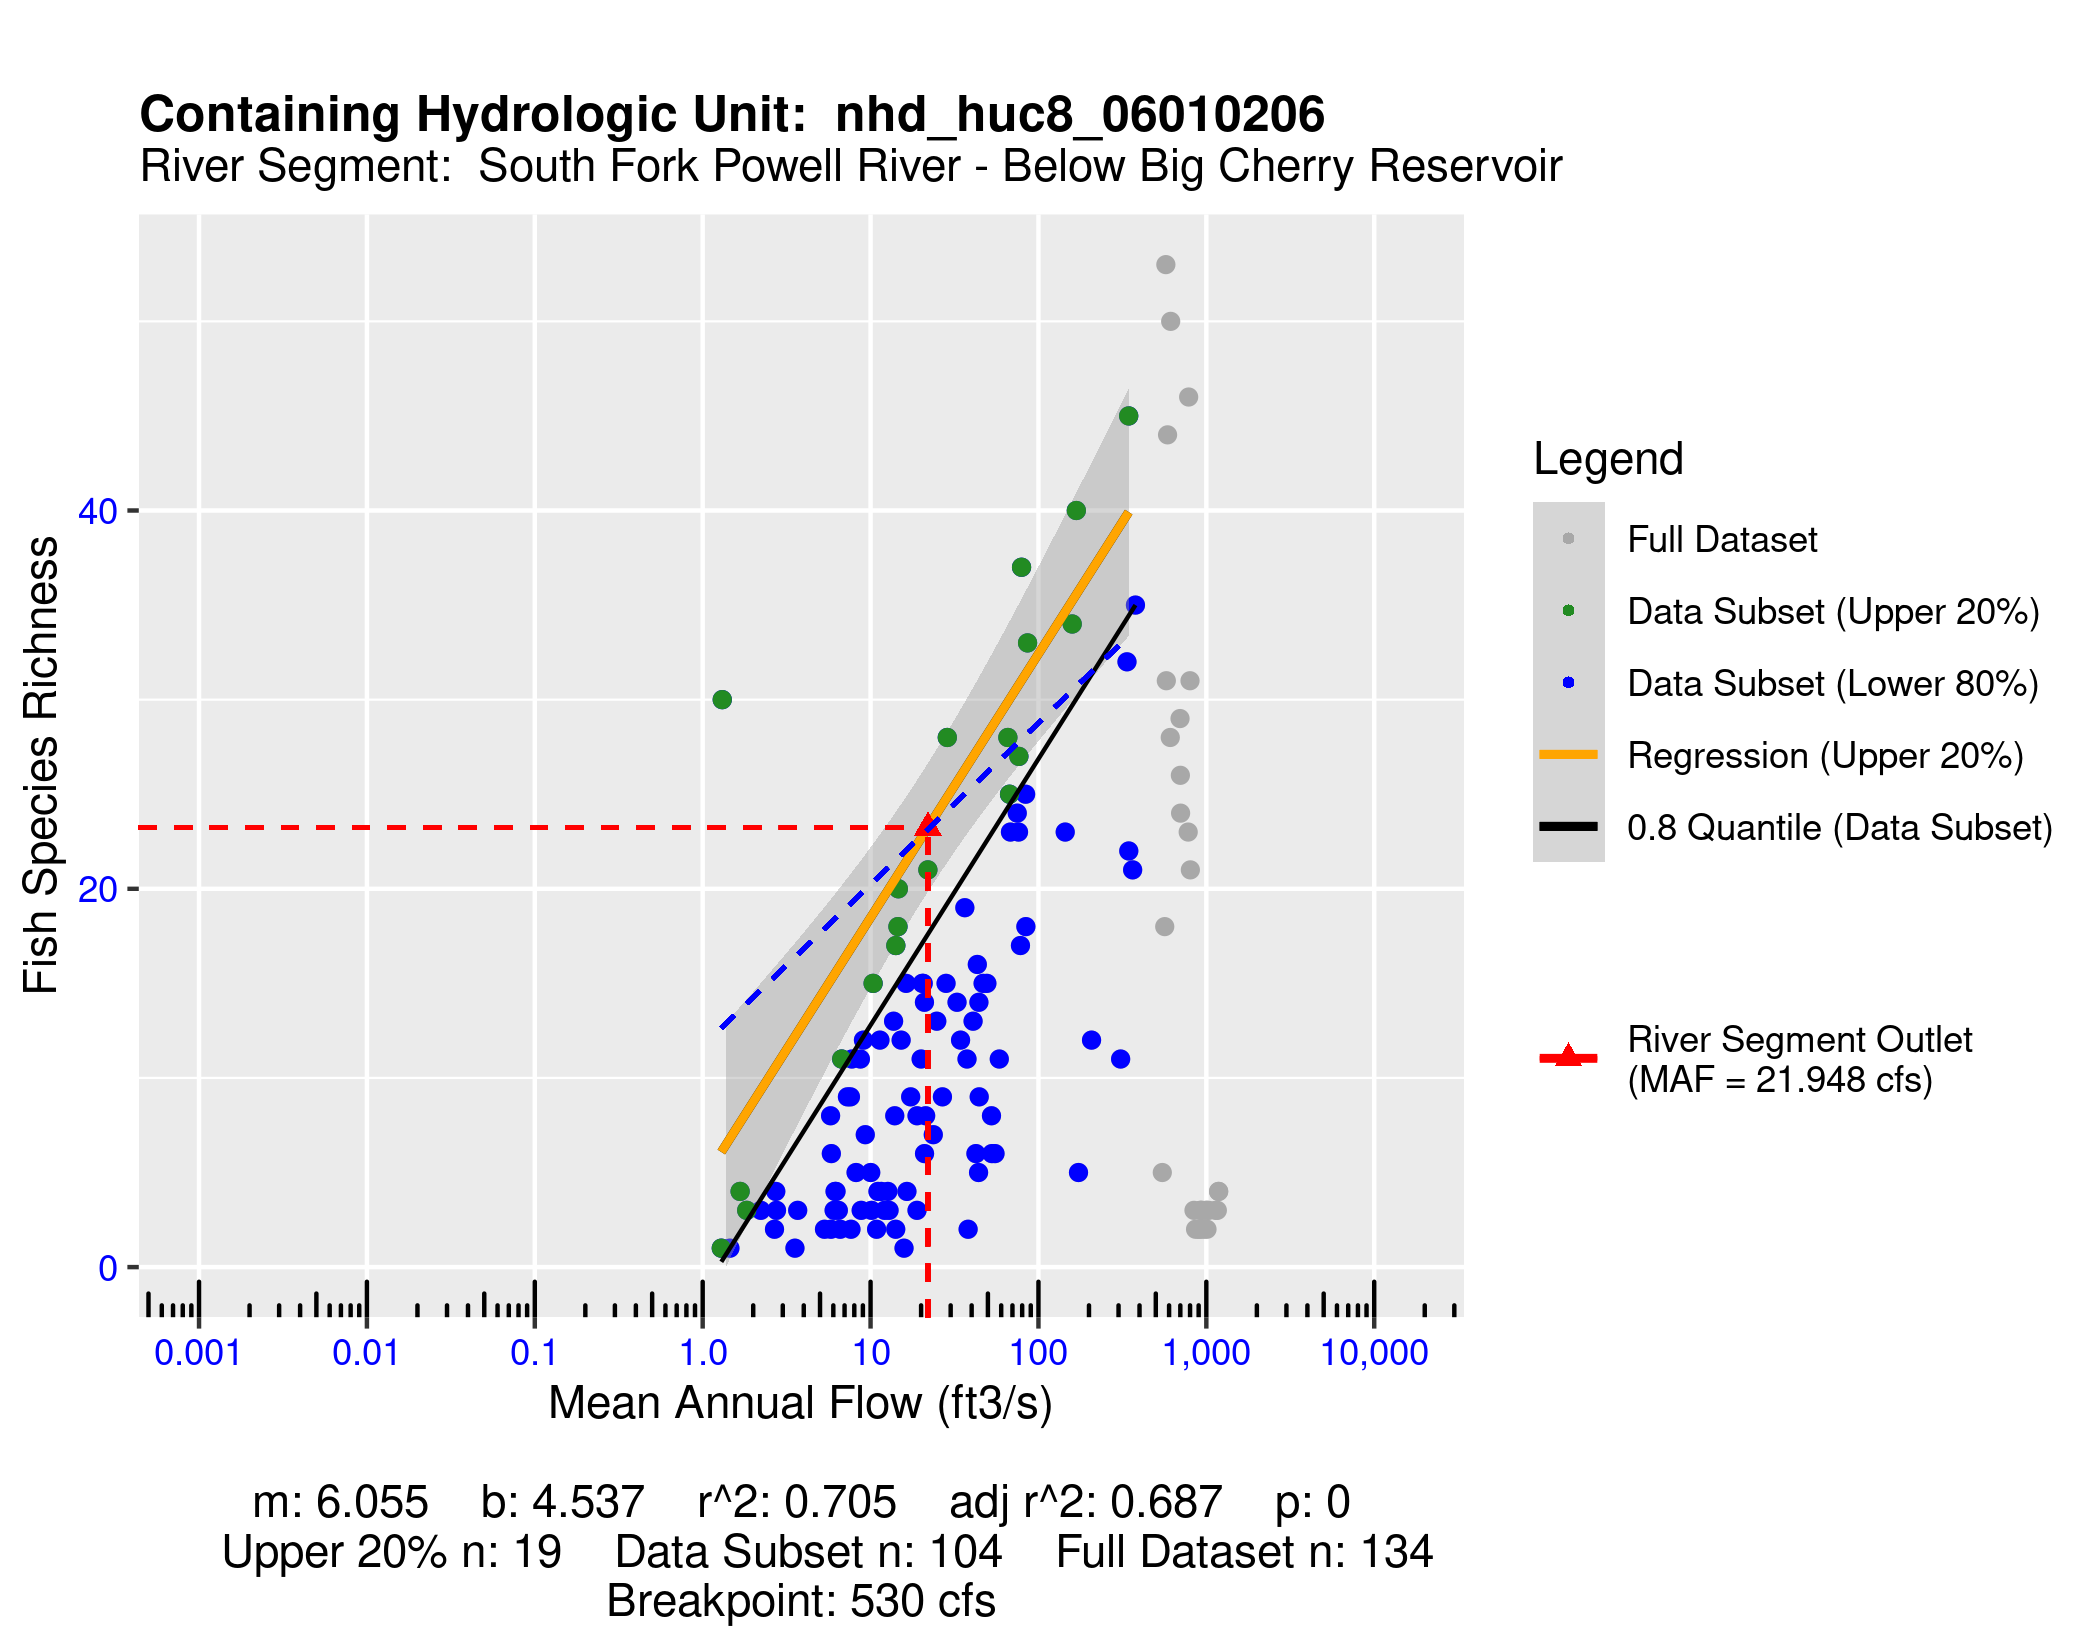 Containing Hydrologic Unit:  nhd_huc8_06010206
River Segment:  South Fork Powell River - Below Big Cherry Reservoir
Fish Species Richness
40
20
0
0.001 0.01 0.1 1.0 10 100 1,000 10,000
Mean Annual Flow (ft3/s)
Legend
Full Dataset
Data Subset (Upper 20%)
Data Subset (Lower 80%)
Regression (Upper 20%)
0.8 Quantile (Data Subset)
River Segment Outlet
(MAF = 21.948 cfs)
m: 6.055    b: 4.537    r^2: 0.705    adj r^2: 0.687    p: 0
Upper 20% n: 19    Data Subset n: 104    Full Dataset n: 134
Breakpoint: 530 cfs